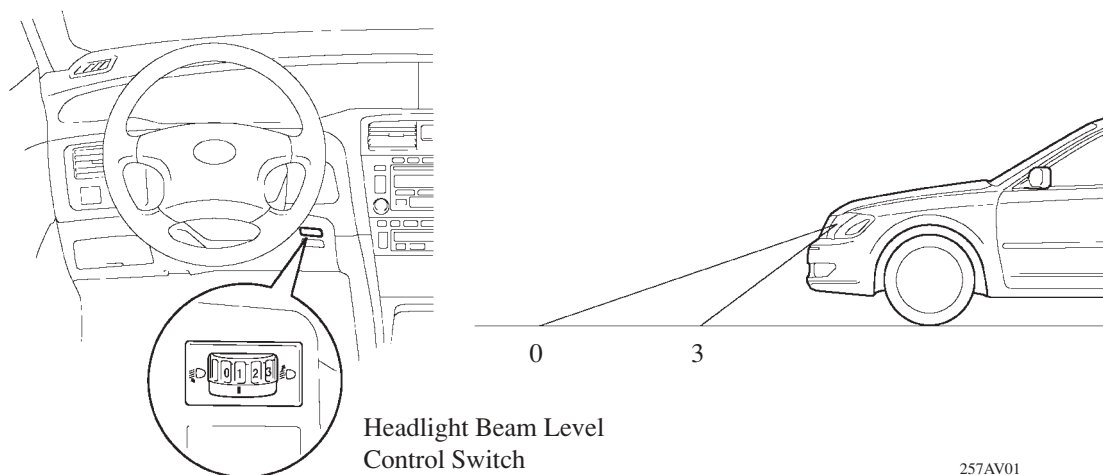 0 1 2 3
0
3
Headlight Beam Level
Control Switch
257AV01